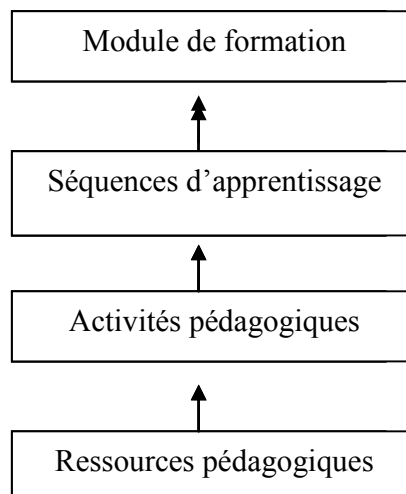 Module de formation
Séquences d’apprentissage
Activités pédagogiques
Ressources pédagogiques